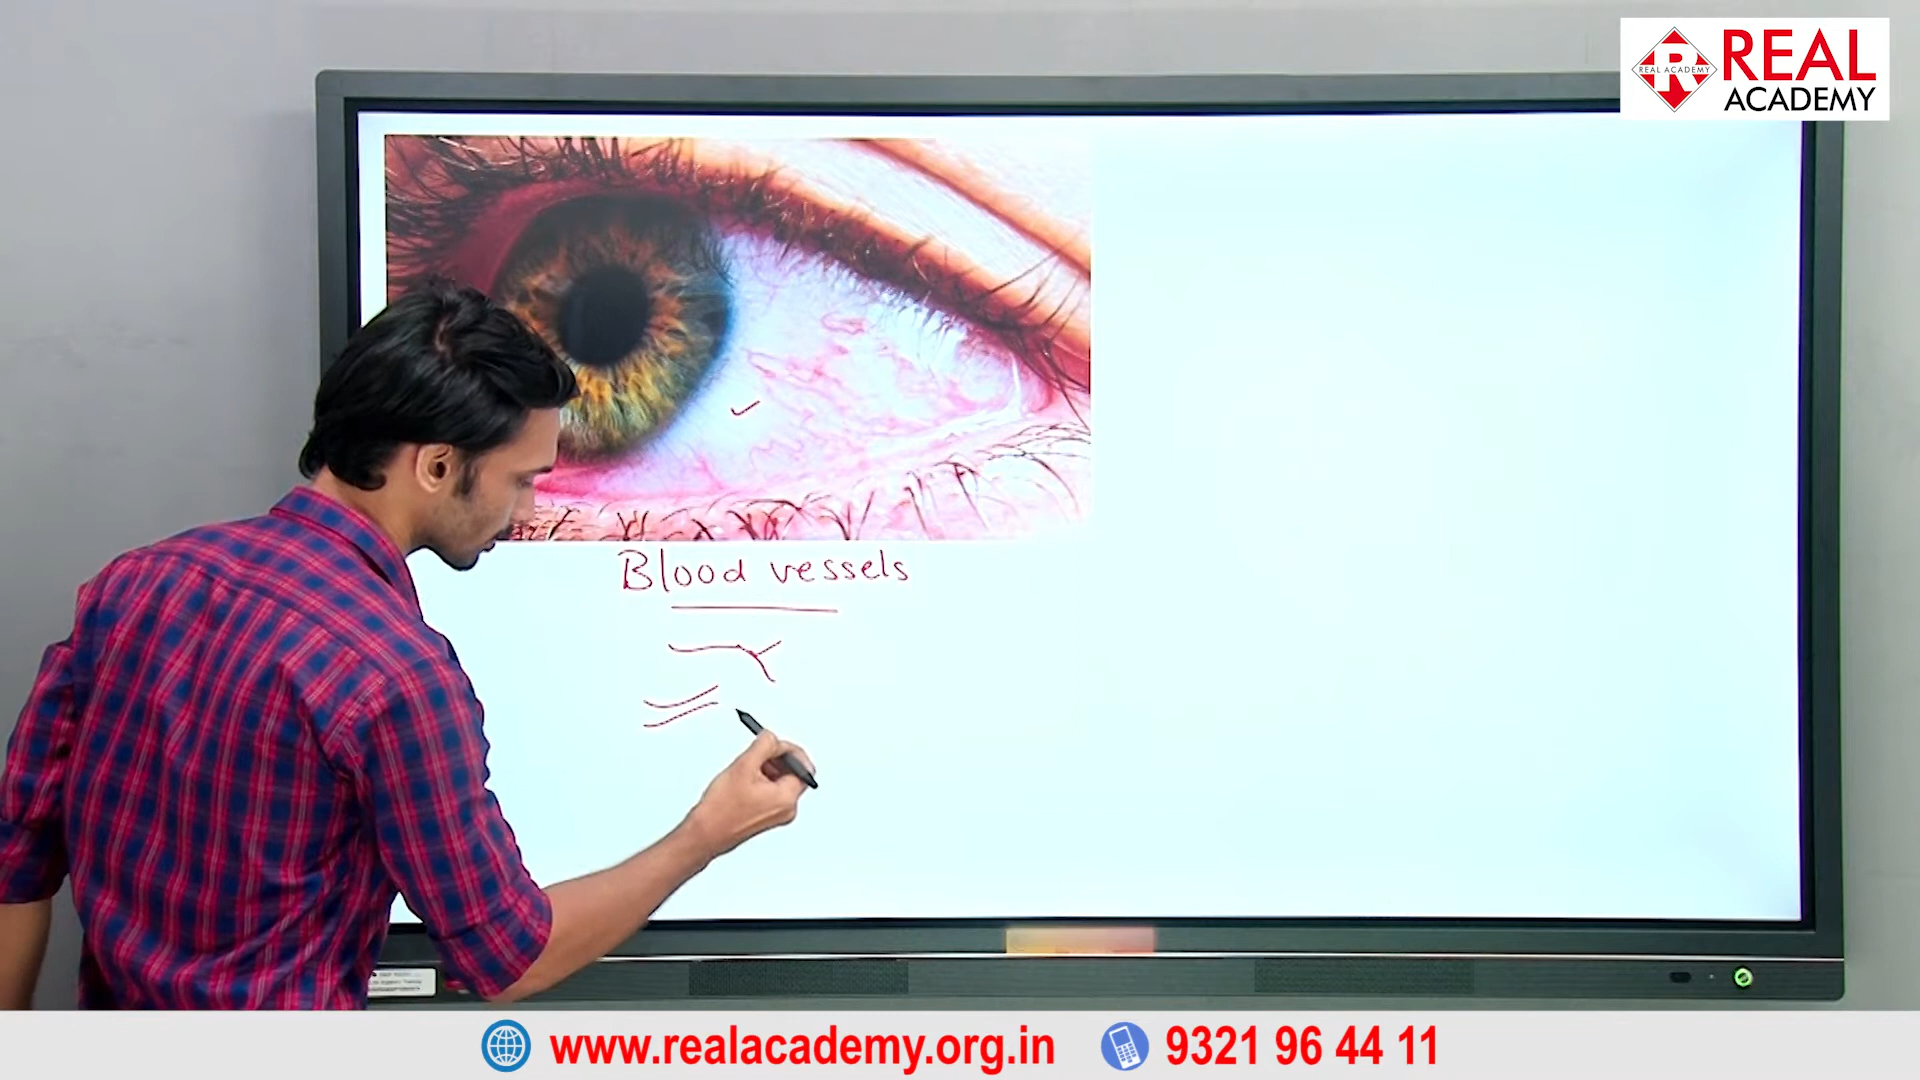 REAL ACADEMY
REAL
ACADEMY
Blood vessels
www.realacademy.org.in
9321 96 44 11